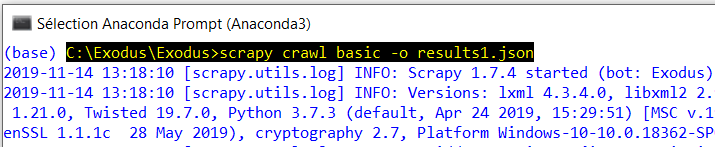 Sélection Anaconda Prompt (Anaconda3)
(base) C:\Exodus\Exodus>scrapy crawl basic -o results1.json
2019-11-14 13:18:10 [scrapy.utils.log] INFO: Scrapy 1.7.4 started (bot: Exodus)
2019-11-14 13:18:10 [scrapy.utils.log] INFO: Versions: lxml 4.3.4.0, libxml2 2.
1.21.0, Twisted 19.7.0, Python 3.7.3 (default, Apr 24 2019, 15:29:51) [MSC v.1
enSSL 1.1.1c  28 May 2019), cryptography 2.7, Platform Windows-10-10.0.18362-SP